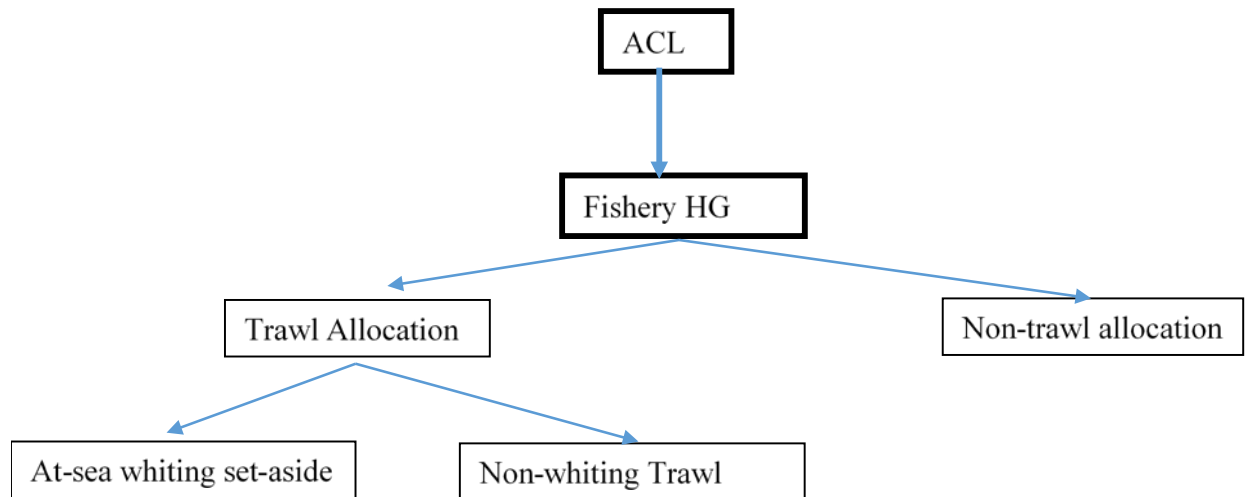 ACL
Fishery HG
Trawl Allocation
Non-trawl allocation
At-sea whiting set-aside
Non-whiting Trawl